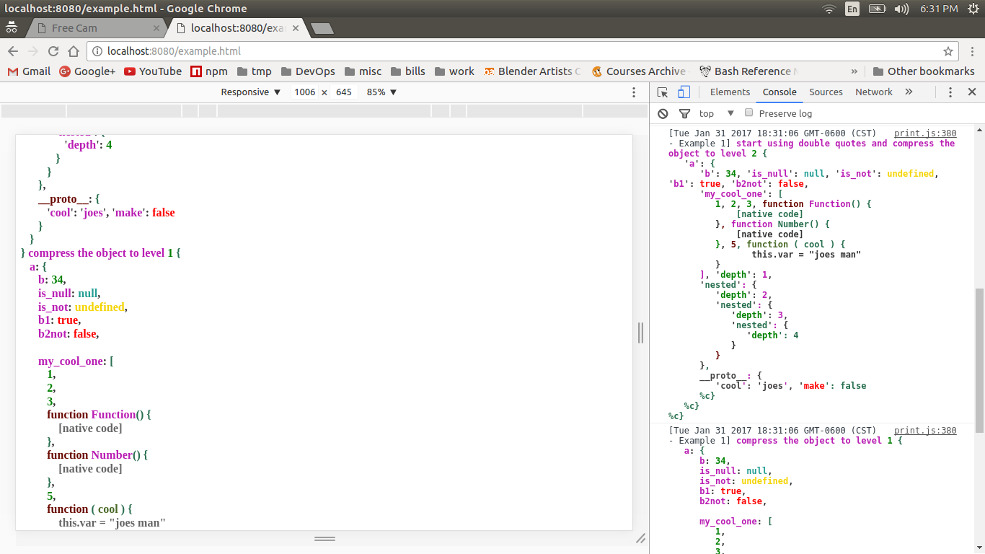 localhost:8080/example.html - Google Chrome
En
6:31 PM
Free Cam
localhost:8080/exa
localhost:8080/example.html
Gmail
Google+
YouTube
npm
tmp
DevOps
misc
bills
work
Blender Artists
Courses Archive
Bash Reference
»
Other bookmarks
Responsive ▼ 1006 × 645 85% ▼
Elements Console Sources Network »
top ▼ Preserve log
'depth': 4
}
}
},
__proto__: {
'cool': 'joes', 'make': false
}
}
} compress the object to level 1 {
a: {
b: 34,
is_null: null,
is_not: undefined,
b1: true,
b2not: false,
my_cool_one: [
1,
2,
3,
function Function() {
[native code]
},
function Number() {
[native code]
},
5,
function ( cool ) {
this.var = "joes man"
[Tue Jan 31 2017 18:31:06 GMT-0600 (CST) print.js:380
- Example 1] start using double quotes and compress the
object to level 2 {
'a': {
'b': 34, 'is_null': null, 'is_not': undefined,
'b1': true, 'b2not': false,
'my_cool_one': [
1, 2, 3, function Function() {
[native code]
}, function Number() {
[native code]
}, 5, function ( cool ) {
this.var = "joes man"
}
], 'depth': 1,
'nested': {
'depth': 2,
'nested': {
'depth': 3,
'nested': {
'depth': 4
}
}
},
__proto__: {
'cool': 'joes', 'make': false
%c}
%c}
%c}
[Tue Jan 31 2017 18:31:06 GMT-0600 (CST) print.js:380
- Example 1] compress the object to level 1 {
a: {
b: 34,
is_null: null,
is_not: undefined,
b1: true,
b2not: false,
my_cool_one: [
1,
2,
3,